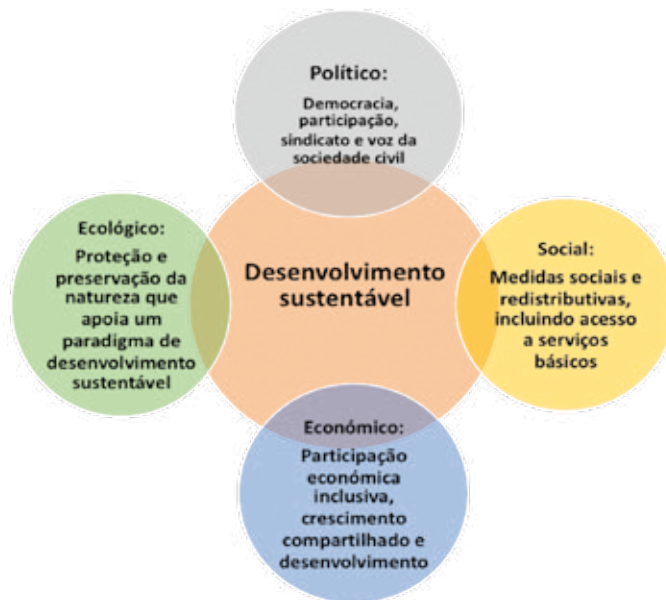 Político:
Democracia,
participação,
sindicato e voz da
sociedade civil
Ecológico:
Proteção e
preservação da
natureza que
apoia um
paradigma de
desenvolvimento
sustentável
Desenvolvimento
sustentável
Social:
Medidas sociais e
redistributivas,
incluindo acesso
a serviços
básicos
Económico:
Participação
económica
inclusiva,
crescimento
compartilhado e
desenvolvimento